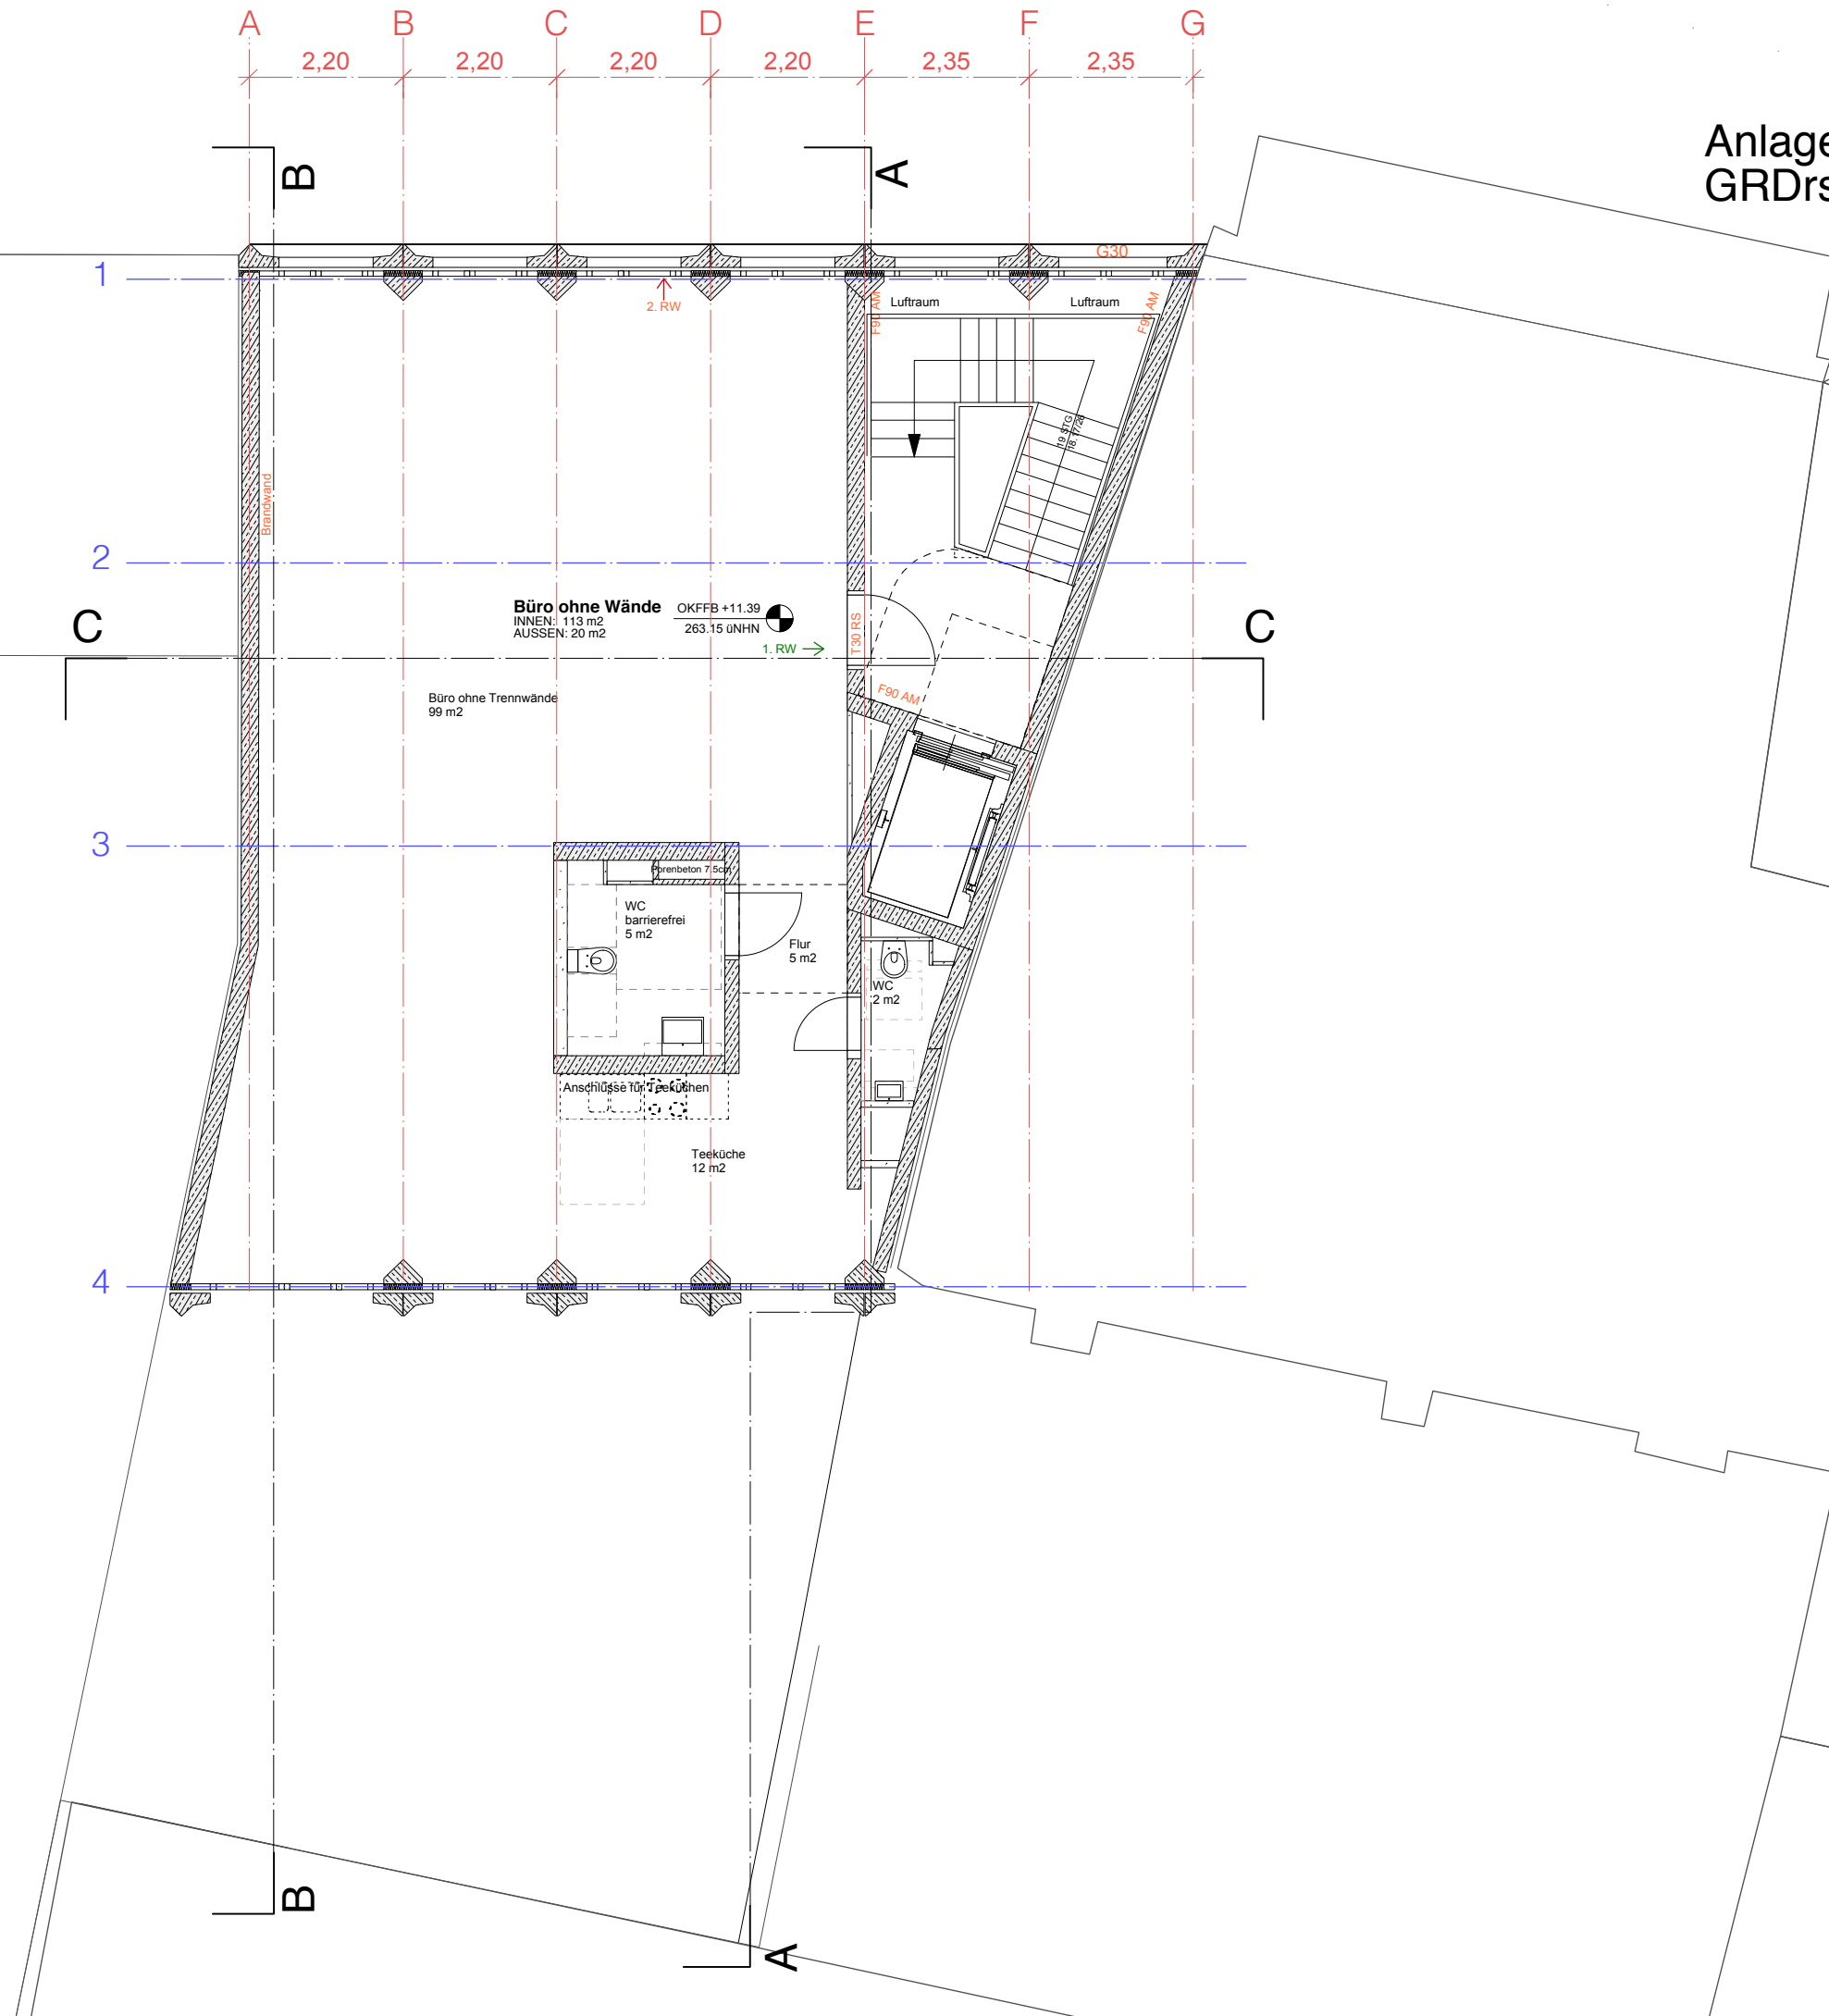 A B C D E F G
2,20 2,20 2,20 2,20 2,35 2,35
B
A
Anlage
GRDrs
G30
1
2. RW
F90 AM
Luftraum
Luftraum
F90 AM
19 STG
18.17/28
Brandwand
2
C
Büro ohne Wände
INNEN: 113 m2
AUSSEN: 20 m2
OKFFB +11.39
263.15 üNHN
1. RW
T30 RS
C
F90 AM
Büro ohne Trennwände
99 m2
3
Porenbeton 7.5cm
WC
barrierefrei
5 m2
Flur
5 m2
WC
2 m2
Anschlüsse für Teeküchen
Teeküche
12 m2
4
B
A